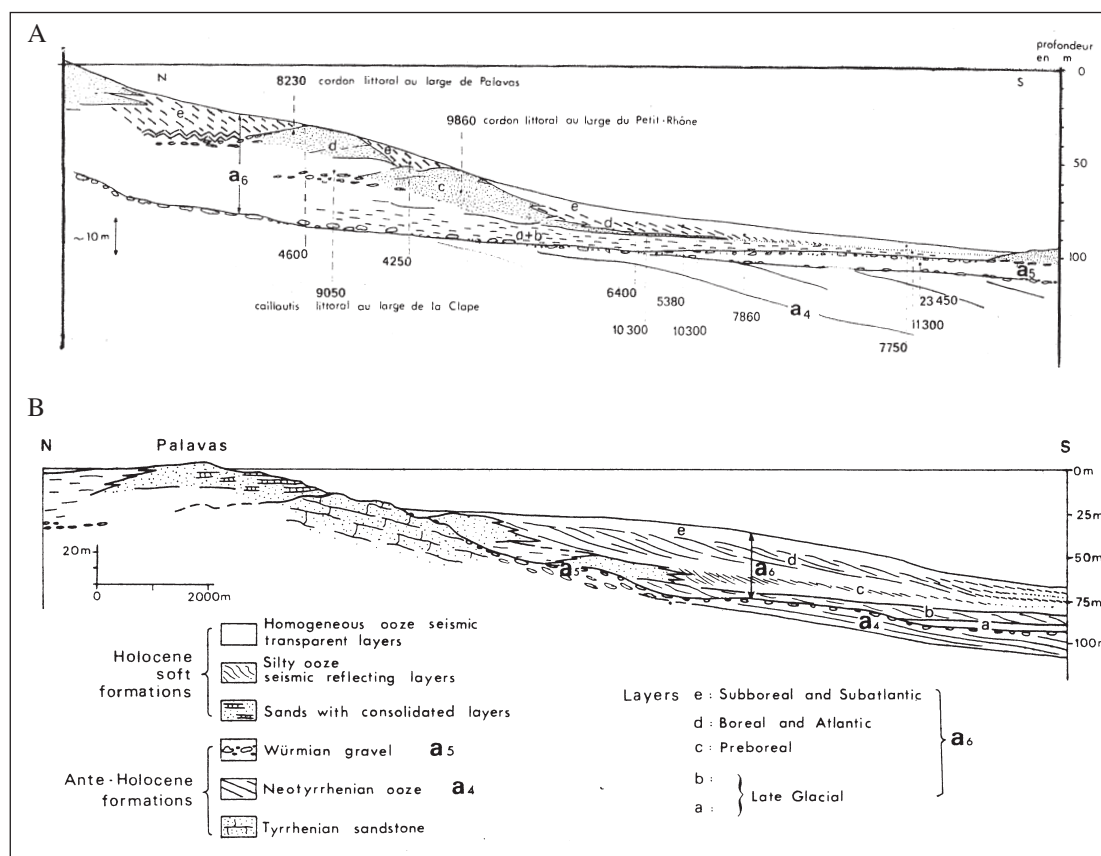 A
profondeur
en m
N
8230 cordon littoral au large de Palavas
0
S
9860 cordon littoral au large du Petit-Rhône
e
d
e
50
a6
c
e
d
~10m
a+b
100
a5
4600
4250
6400
23 450
9050
5380
a4
11300
caillautis littoral au large de la Clape
10 300
10300
7860
7750
B
N
Palavas
S
0m
25m
e
d
20m
50m
a5
a6
c
75m
b
0
2000m
a4
a
100m
Homogeneous ooze seismic
transparent layers
Holocene
soft
formations
Silty ooze
seismic reflecting layers
Sands with consolidated layers
Layers e : Subboreal and Subatlantic
d : Boreal and Atlantic
c : Preboreal
a6
b :
a :
Late Glacial
Ante-Holocene
formations
Würmian gravel a5
Neotyrrhenian ooze a4
Tyrrhenian sandstone